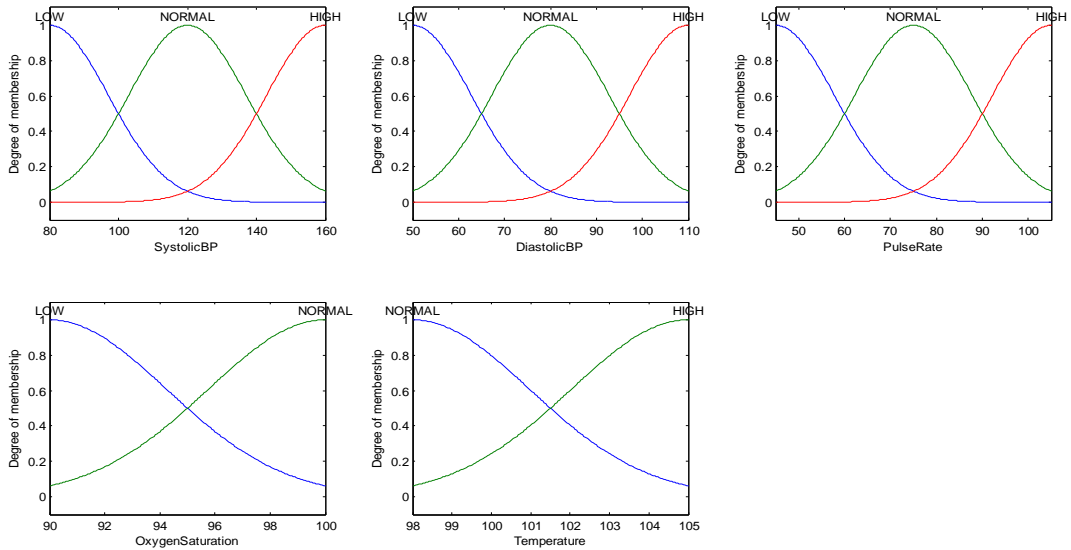 LOW NORMAL HIGH
Degree of membership
1
0.8
0.6
0.4
0.2
0
80 100 120 140 160
SystolicBP
LOW NORMAL HIGH
Degree of membership
1
0.8
0.6
0.4
0.2
0
50 60 70 80 90 100 110
DiastolicBP
LOW NORMAL HIGH
Degree of membership
1
0.8
0.6
0.4
0.2
0
50 60 70 80 90 100
PulseRate
LOW NORMAL
Degree of membership
1
0.8
0.6
0.4
0.2
0
90 92 94 96 98 100
OxygenSaturation
NORMAL HIGH
Degree of membership
1
0.8
0.6
0.4
0.2
0
98 99 100 101 102 103 104 105
Temperature